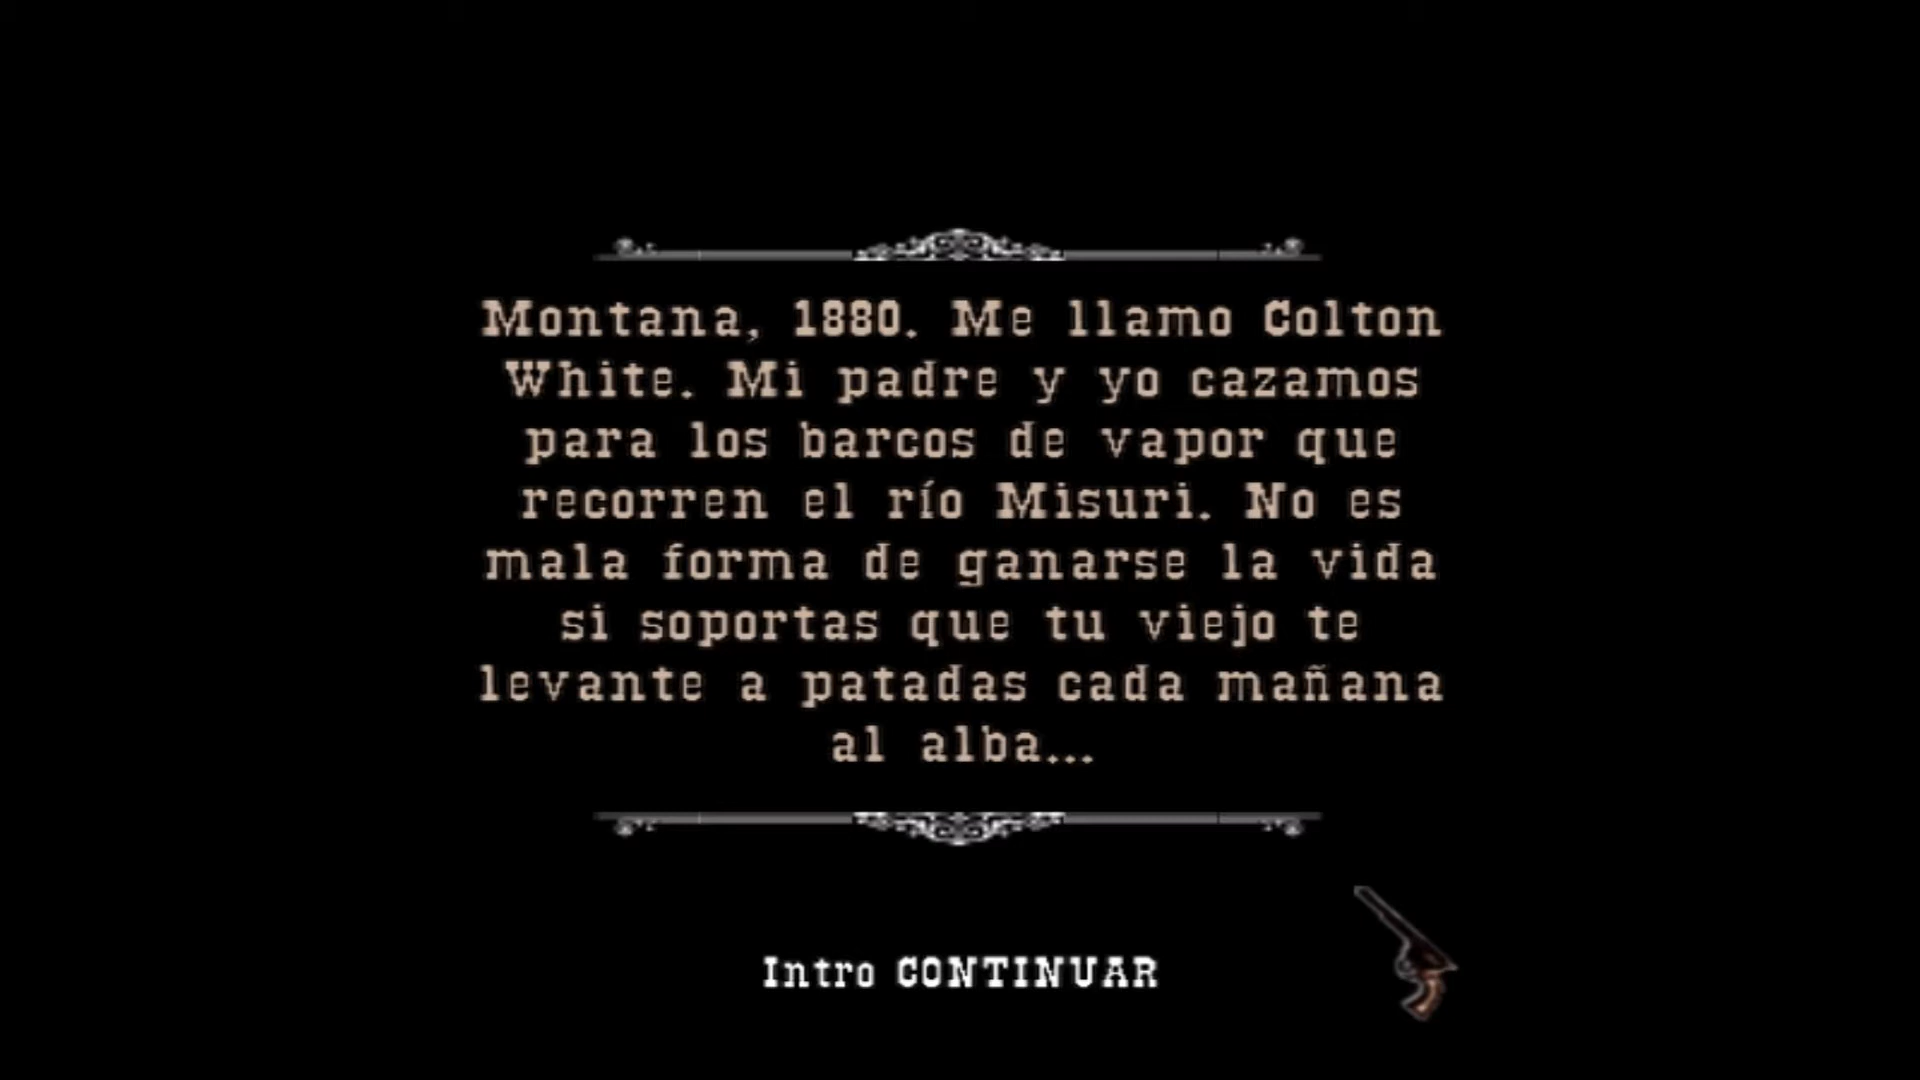 Montana, 1880. Me llamo Colton
White. Mi padre y yo cazamos
para los barcos de vapor que
recorren el río Misuri. No es
mala forma de ganarse la vida
si soportas que tu viejo te
levante a patadas cada mañana
al alba...
Intro CONTINUAR